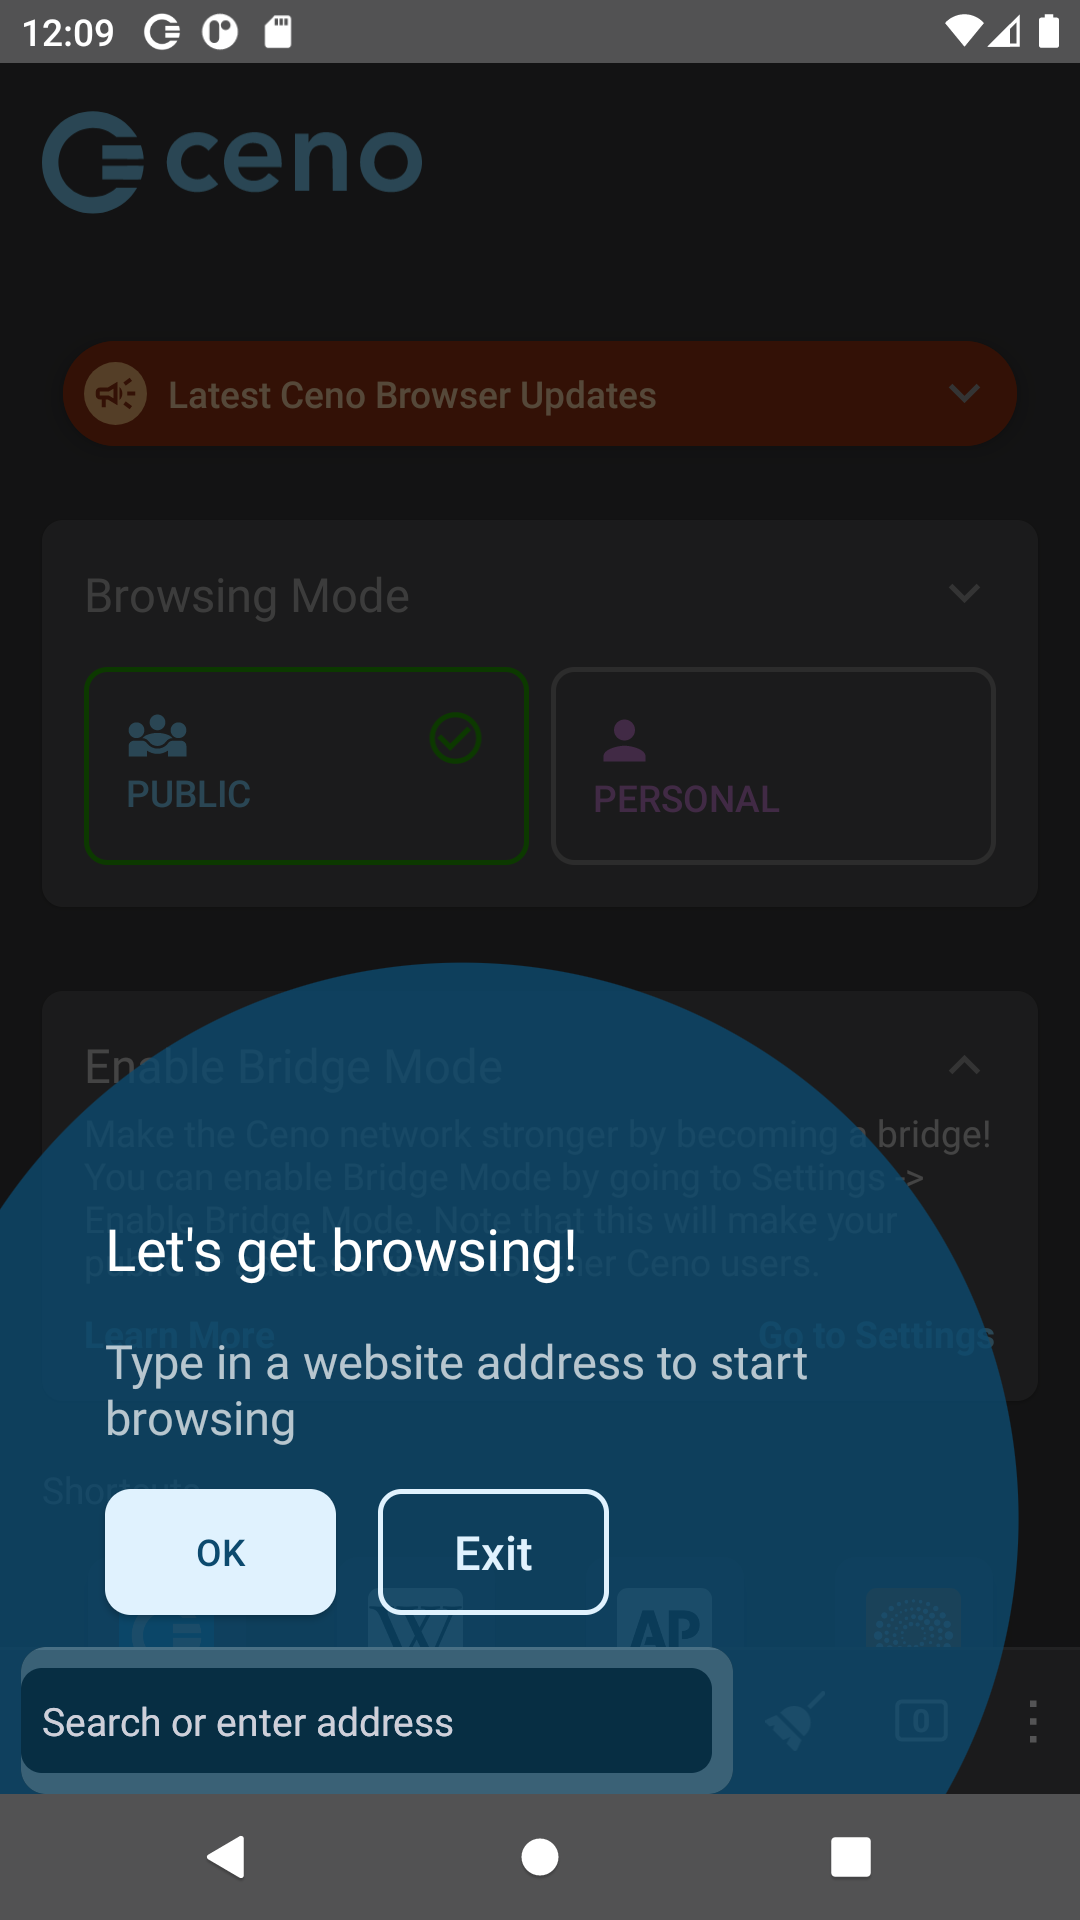 12:09
ceno
Latest Ceno Browser Updates
Browsing Mode
PUBLIC
PERSONAL
Enable Bridge Mode
Make the Ceno network stronger by becoming a bridge!
You can enable Bridge Mode by going to Settings ->
Enable Bridge Mode. Note that this will make your
Ceno users.
Let's get browsing!
Learn More
Go to Settings
Type in a website address to start
browsing
Shortcuts
OK
Exit
W
AP
Search or enter address
0